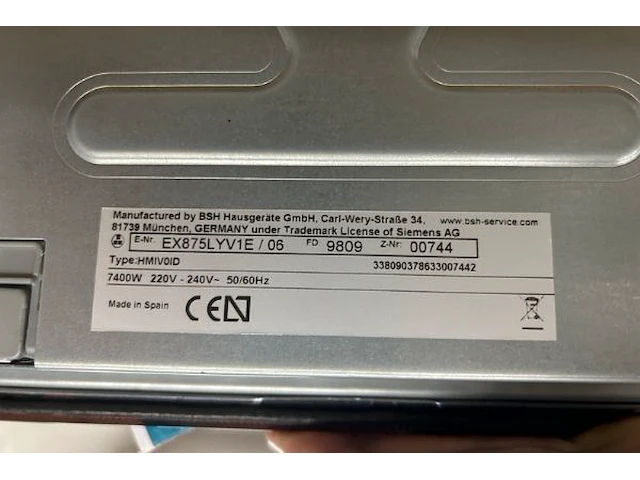 Manufactured by BSH Hausgeräte GmbH, Carl-Wery-Straße 34, www.bsh-service.com
81739 München, GERMANY under Trademark License of Siemens AG
E-Nr. EX875LYV1E / 06 FD 9809 Z-Nr: 00744
Type:HMIV0ID 338090378633007442
7400W 220V - 240V~ 50/60Hz
Made in Spain CE